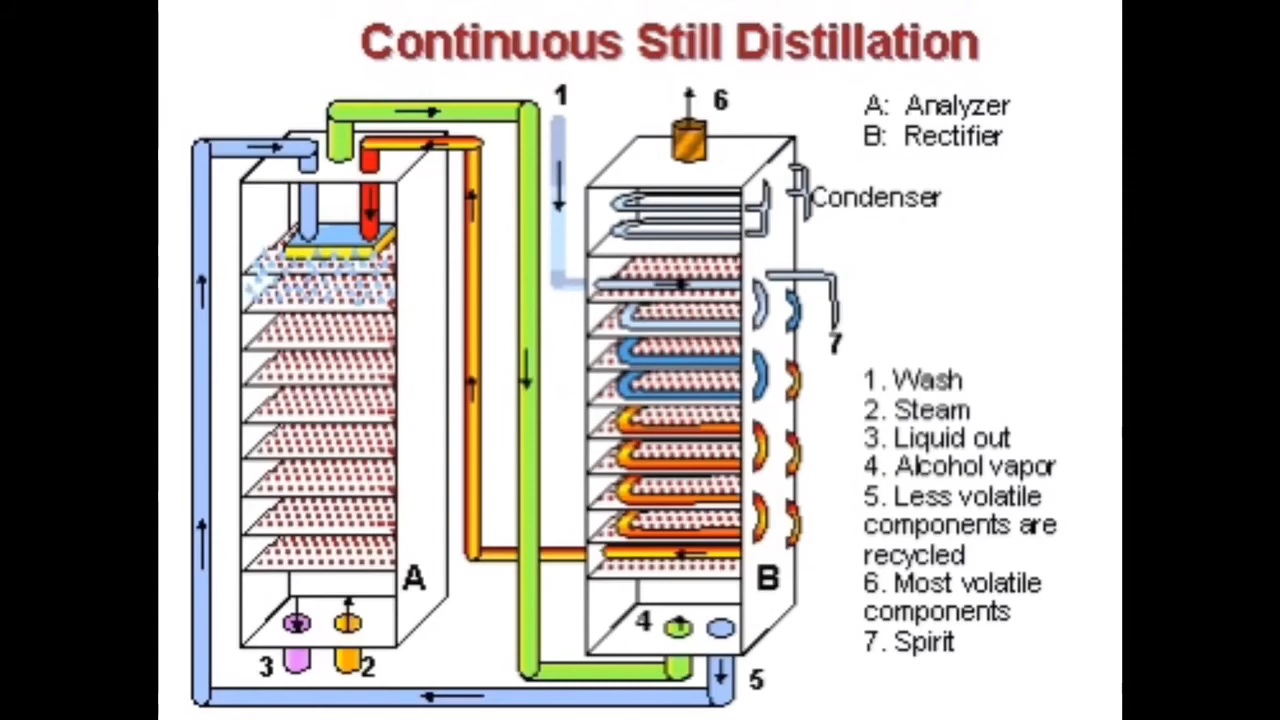 Continuous Still Distillation
1
6
A: Analyzer
B: Rectifier
Condenser
7
1. Wash
2. Steam
3. Liquid out
4. Alcohol vapor
5. Less volatile
components are
recycled
6. Most volatile
components
7. Spirit
A
B
4
3
2
5